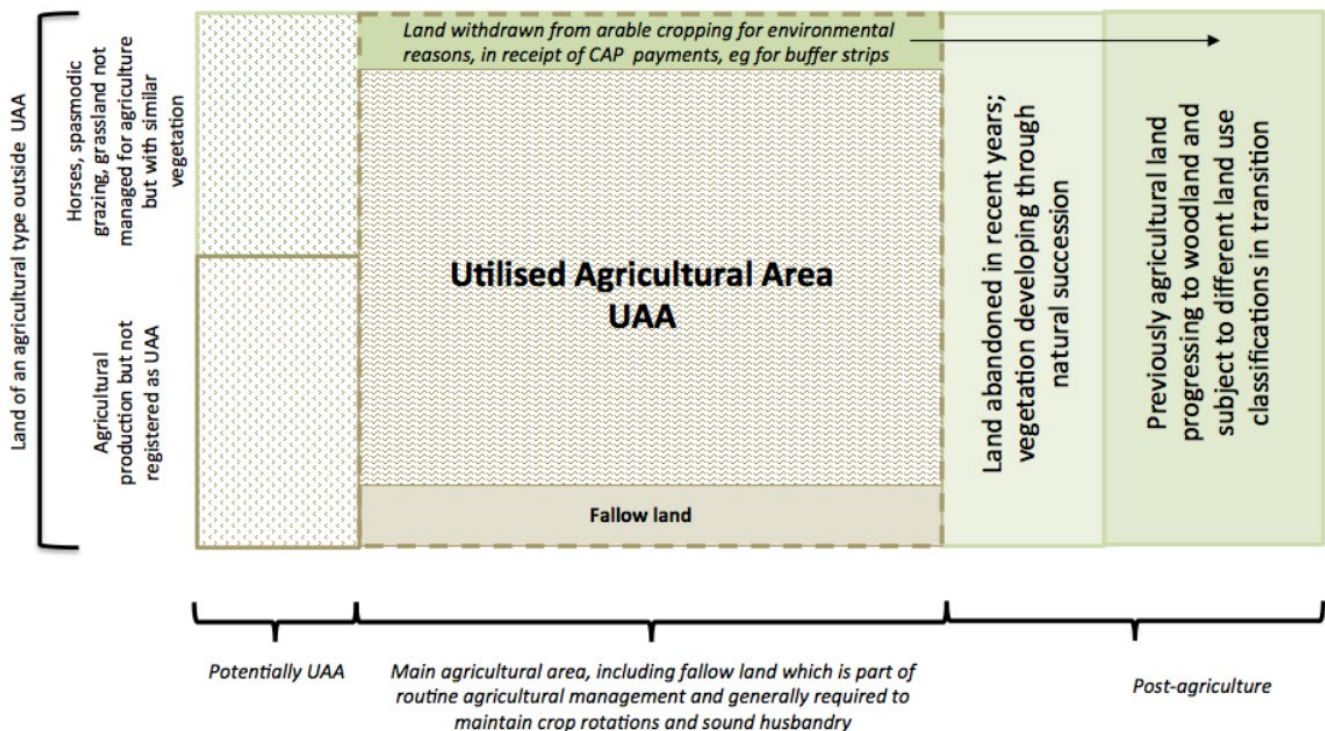 Land of an agricultural type outside UAA
Horses, spasmodic
grazing, grassland not
managed for agriculture
but with similar
vegetation
Agricultural
production but not
registered as UAA
Land withdrawn from arable cropping for environmental
reasons, in receipt of CAP payments, eg for buffer strips
Utilised Agricultural Area
UAA
Fallow land
Land abandoned in recent years;
vegetation developing through
natural succession
Previously agricultural land
progressing to woodland and
subject to different land use
classifications in transition
Potentially UAA
Main agricultural area, including fallow land which is part of
routine agricultural management and generally required to
maintain crop rotations and sound husbandry
Post-agriculture